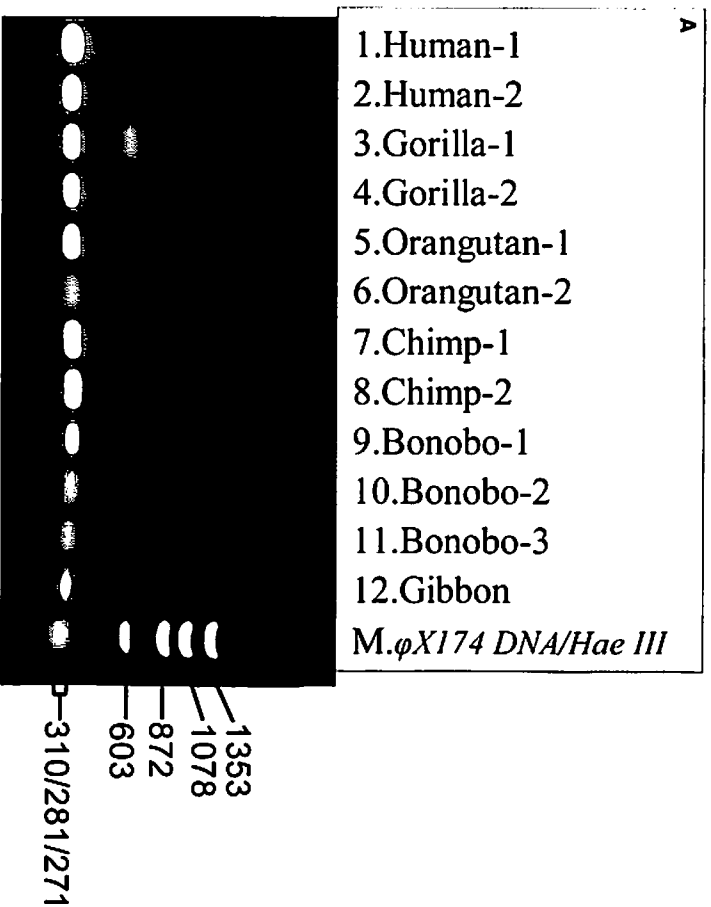 A
1.Human-1
2.Human-2
3.Gorilla-1
4.Gorilla-2
5.Orangutan-1
6.Orangutan-2
7.Chimp-1
8.Chimp-2
9.Bonobo-1
10.Bonobo-2
11.Bonobo-3
12.Gibbon
M.φX174 DNA/Hae III
1353
1078
872
603
310/281/271